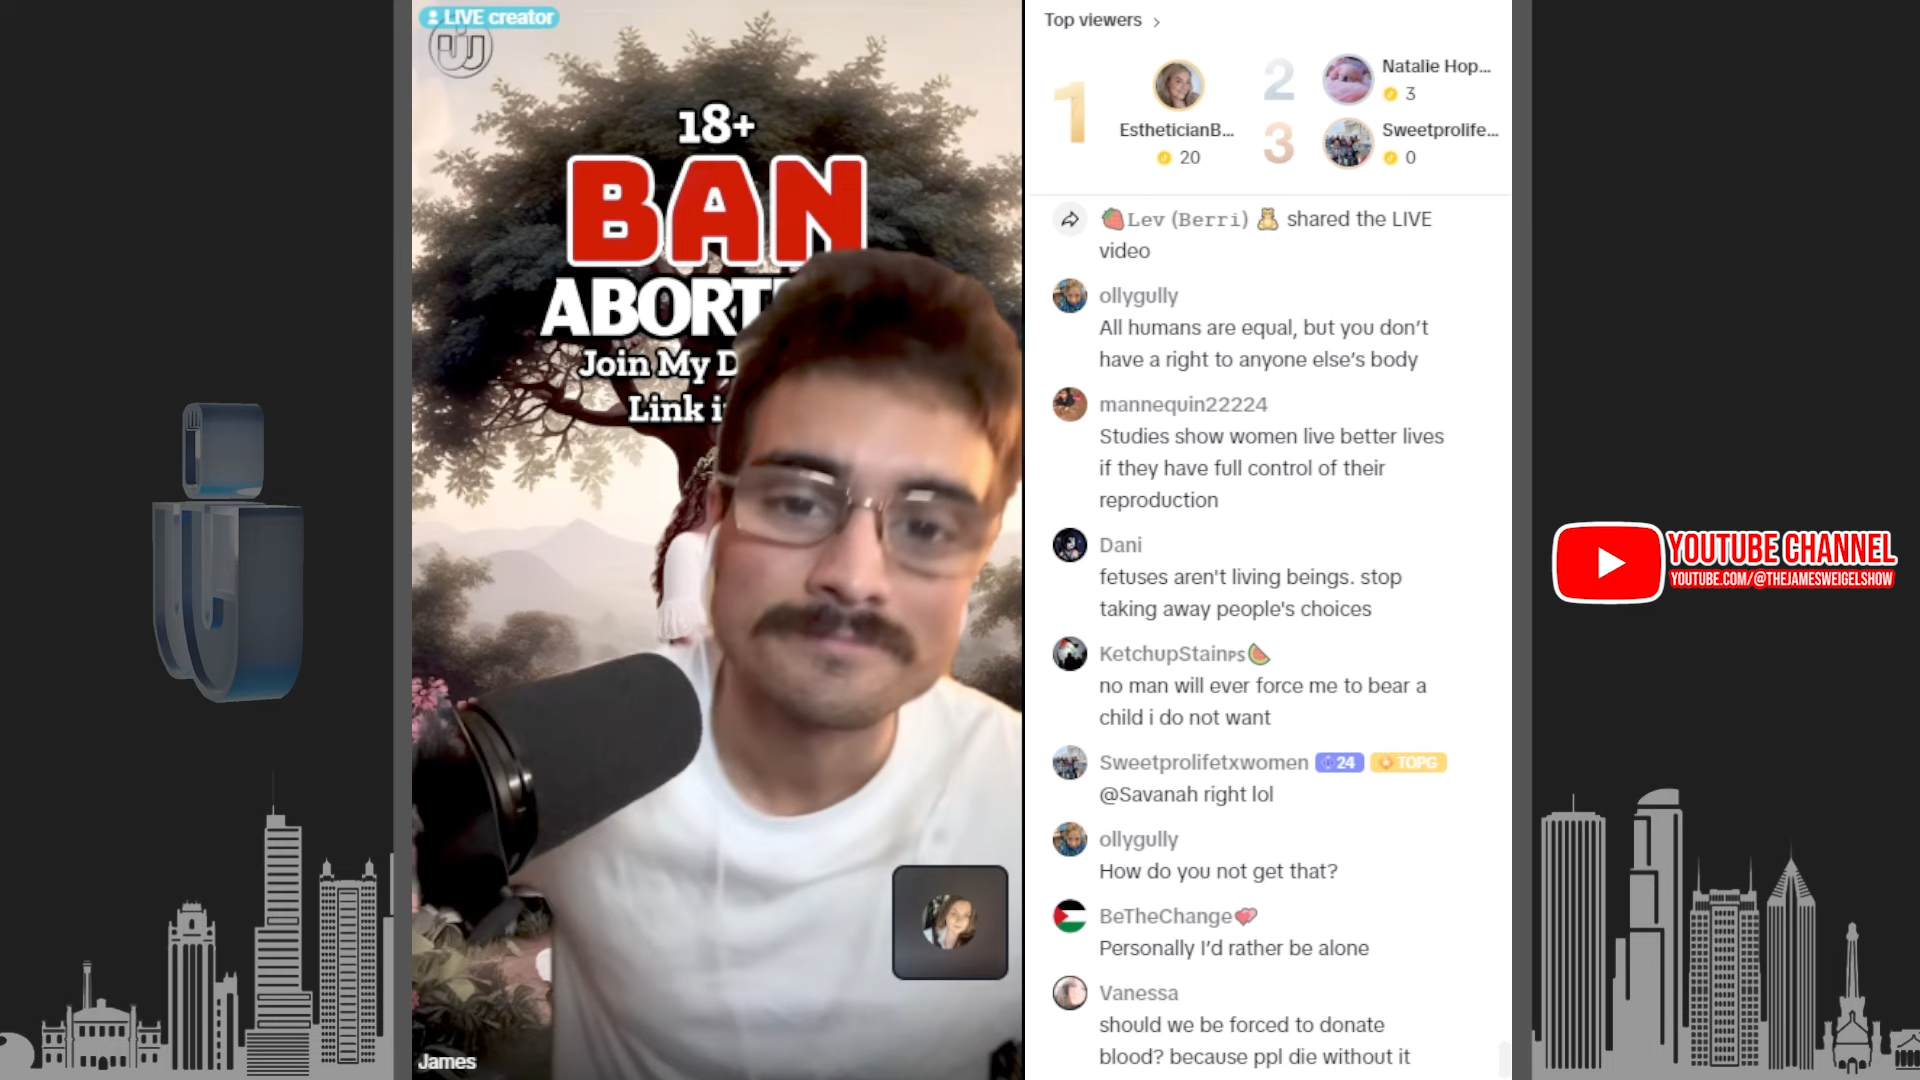 LIVE creator
18+
BAN
ABORT
Join My D
Link i
James
Top viewers
1
EstheticianB...
20
2
Natalie Hop...
3
3
Sweetprolife...
0
🍓Lev (Berri) 🧸 shared the LIVE
video
ollygully
All humans are equal, but you don’t
have a right to anyone else’s body
mannequin22224
Studies show women live better lives
if they have full control of their
reproduction
Dani
fetuses aren't living beings. stop
taking away people's choices
KetchupStainPS🍉
no man will ever force me to bear a
child i do not want
Sweetprolifetxwomen 24 TOPG
@Savanah right lol
ollygully
How do you not get that?
BeTheChange💞
Personally I’d rather be alone
Vanessa
should we be forced to donate
blood? because ppl die without it
YOUTUBE CHANNEL
YOUTUBE.COM/@THEJAMESWEIGELSHOW